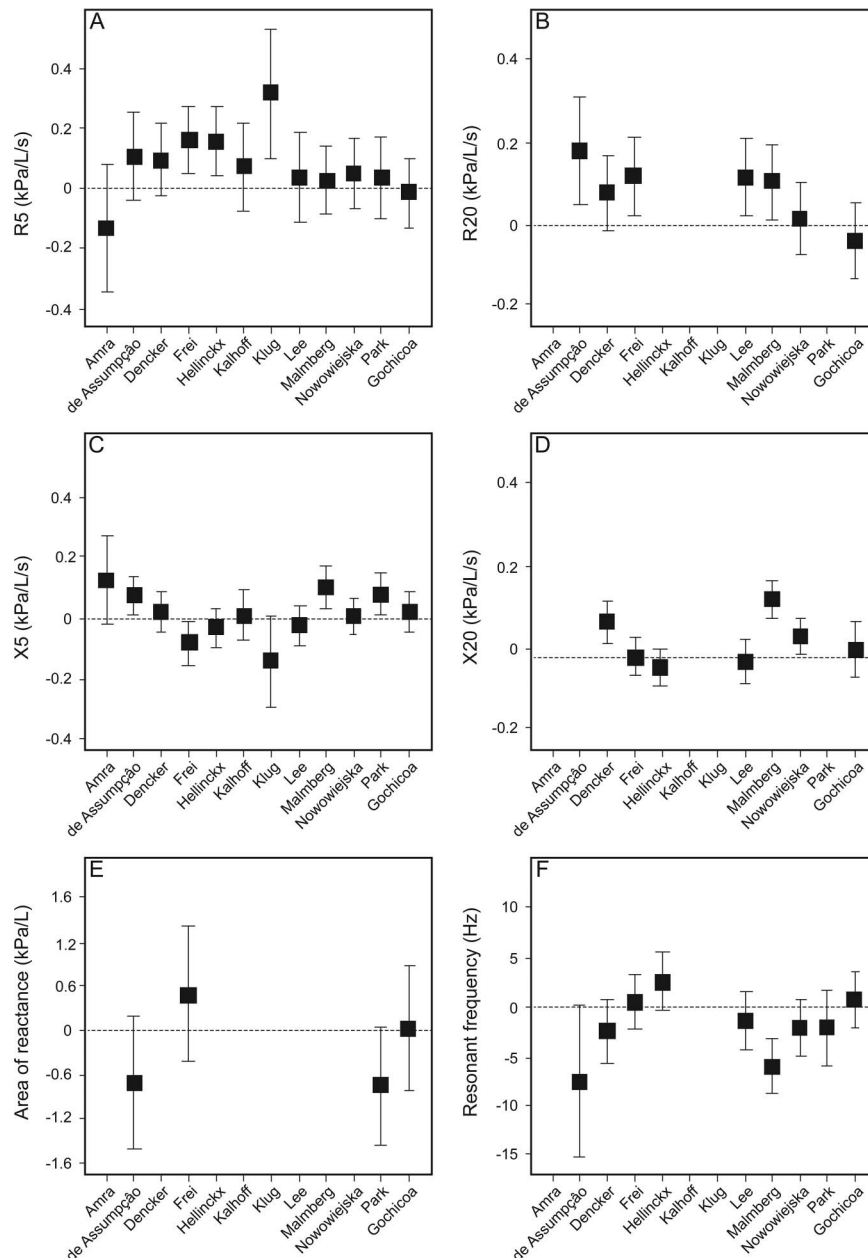 A
R5 (kPa/L/s)
0.4
0.2
0
-0.2
-0.4
Amra
de Assumpção
Dencker
Frei
Hellinckx
Kalhoff
Klug
Lee
Malmberg
Nowowiejska
Park
Gochicoa
B
R20 (kPa/L/s)
0.4
0.2
0
-0.2
Amra
de Assumpção
Dencker
Frei
Hellinckx
Kalhoff
Klug
Lee
Malmberg
Nowowiejska
Park
Gochicoa
C
X5 (kPa/L/s)
0.4
0.2
0
-0.2
-0.4
Amra
de Assumpção
Dencker
Frei
Hellinckx
Kalhoff
Klug
Lee
Malmberg
Nowowiejska
Park
Gochicoa
D
X20 (kPa/L/s)
0.4
0.2
0
-0.2
Amra
de Assumpção
Dencker
Frei
Hellinckx
Kalhoff
Klug
Lee
Malmberg
Nowowiejska
Park
Gochicoa
E
Area of reactance (kPa/L)
1.6
1.2
0.6
0
-0.6
-1.2
-1.6
Amra
de Assumpção
Dencker
Frei
Hellinckx
Kalhoff
Klug
Lee
Malmberg
Nowowiejska
Park
Gochicoa
F
Resonant frequency (Hz)
10
5
0
-5
-10
-15
Amra
de Assumpção
Dencker
Frei
Hellinckx
Kalhoff
Klug
Lee
Malmberg
Nowowiejska
Park
Gochicoa